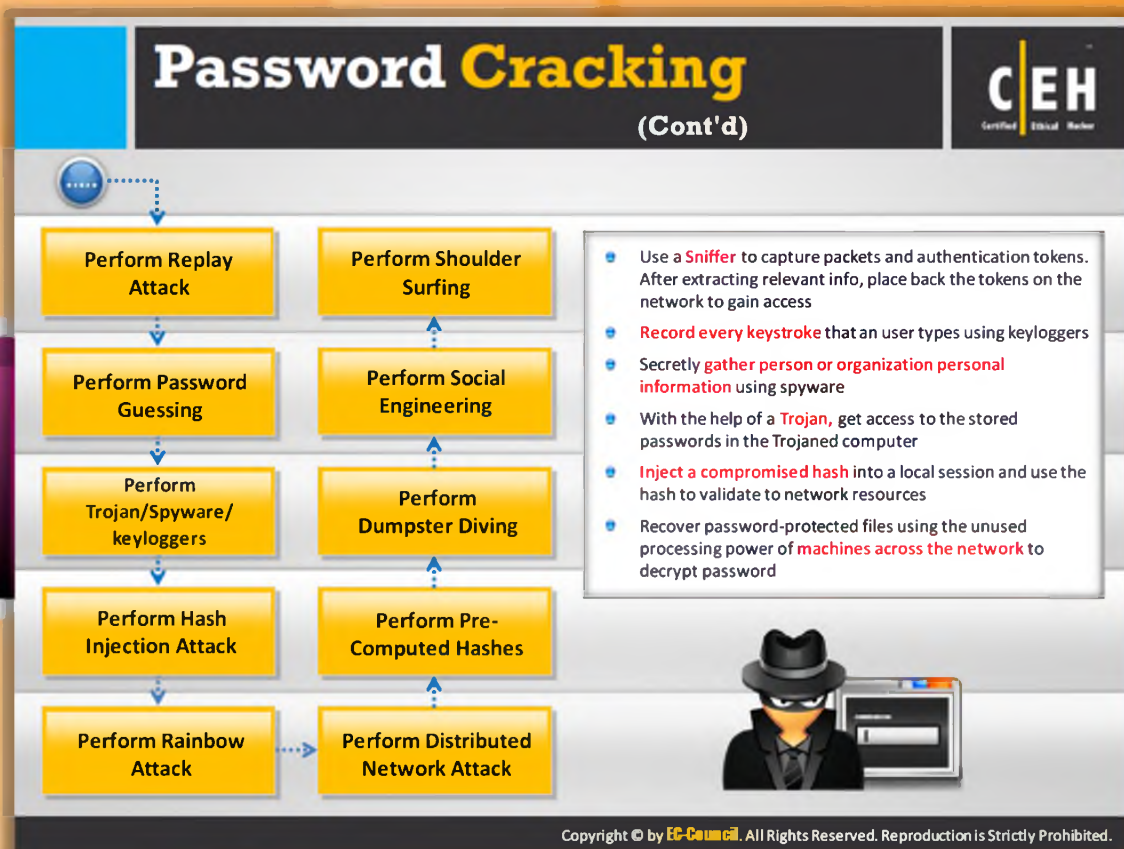 Password Cracking
(Cont'd)
C EH
Certified Ethical Hacker
Perform Replay
Attack
Perform Password
Guessing
Perform
Trojan/Spyware/
keyloggers
Perform Hash
Injection Attack
Perform Rainbow
Attack
Perform Distributed
Network Attack
Perform Pre-
Computed Hashes
Perform
Dumpster Diving
Perform Social
Engineering
Perform Shoulder
Surfing
Use a Sniffer to capture packets and authentication tokens.
After extracting relevant info, place back the tokens on the
network to gain access
Record every keystroke that an user types using keyloggers
Secretly gather person or organization personal
information using spyware
With the help of a Trojan, get access to the stored
passwords in the Trojaned computer
Inject a compromised hash into a local session and use the
hash to validate to network resources
Recover password-protected files using the unused
processing power of machines across the network to
decrypt password
Copyright © by EC-Council. All Rights Reserved. Reproduction is Strictly Prohibited.